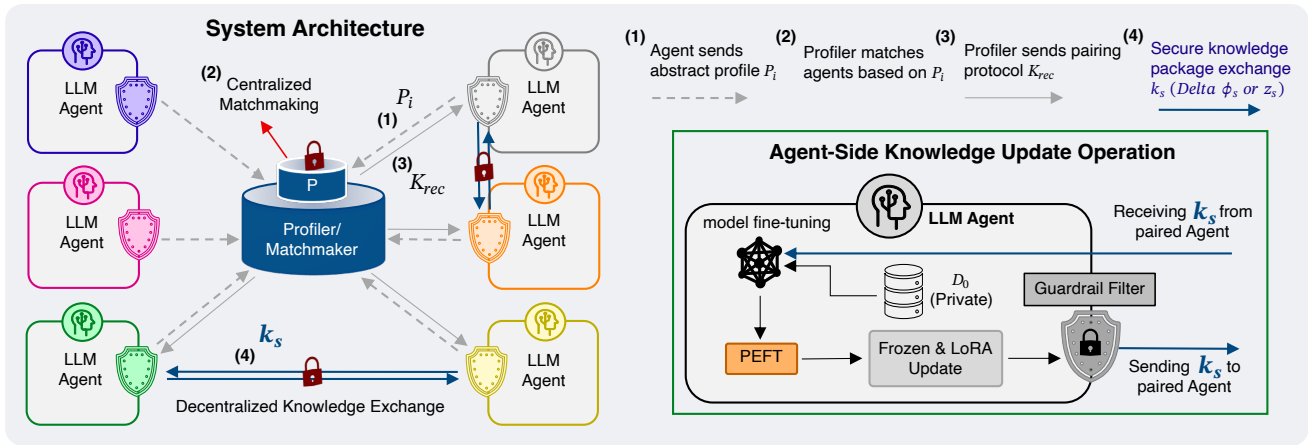 System Architecture
LLM
Agent
LLM
Agent
LLM
Agent
(2)
Centralized
Matchmaking
P
Profiler/
Matchmaker
P_i
(1)
(3)
K_rec
LLM
Agent
LLM
Agent
LLM
Agent
k_s
(4)
Decentralized Knowledge Exchange
(1)
Agent sends
abstract profile P_i
(2)
Profiler matches
agents based on P_i
(3)
Profiler sends pairing
protocol K_rec
(4)
Secure knowledge
package exchange
k_s (Delta ϕ_s or z_s)
Agent-Side Knowledge Update Operation
LLM Agent
model fine-tuning
D_0
(Private)
PEFT
Frozen & LoRA
Update
Receiving k_s from
paired Agent
Guardrail Filter
Sending k_s to
paired Agent